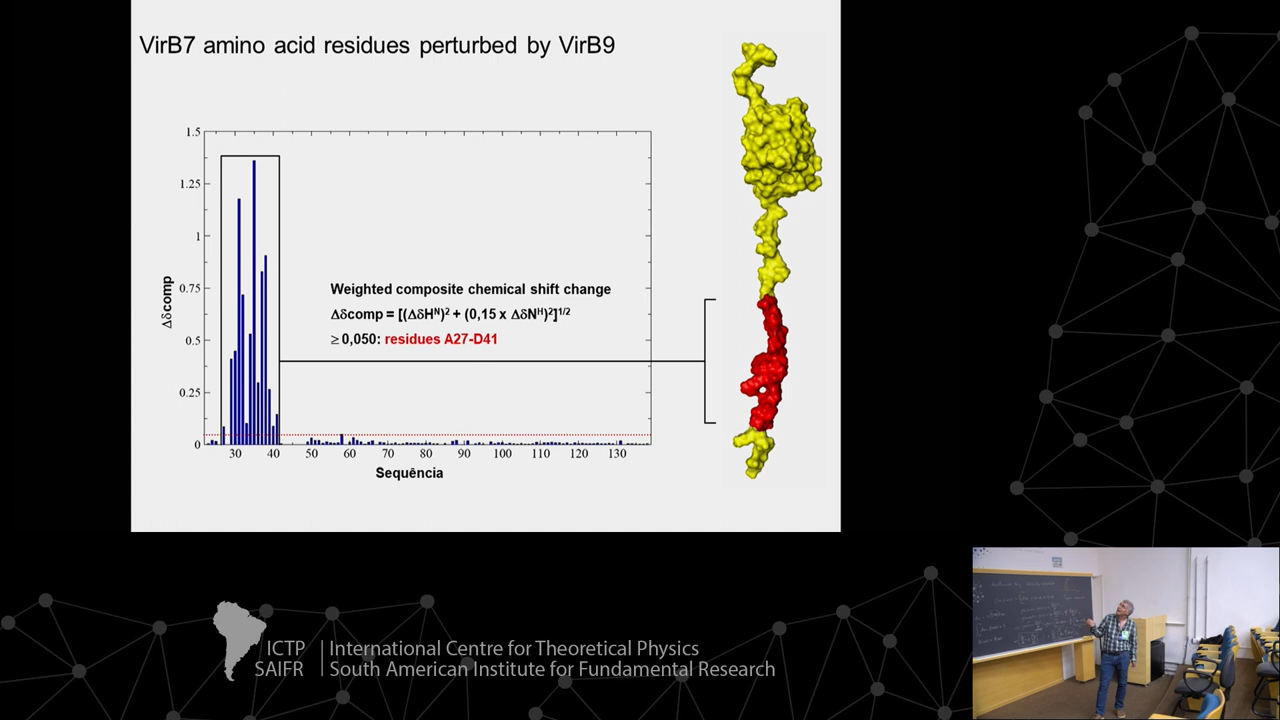 VirB7 amino acid residues perturbed by VirB9
1.5
1.25
1
0.75
0.5
0.25
0
Δδcomp
Weighted composite chemical shift change
Δδcomp = [(ΔδHᴺ)² + (0,15 x ΔδNᴴ)²]¹/²
≥ 0,050: residues A27-D41
30 40 50 60 70 80 90 100 110 120 130
Sequência
ICTP
SAIFR
International Centre for Theoretical Physics
South American Institute for Fundamental Research